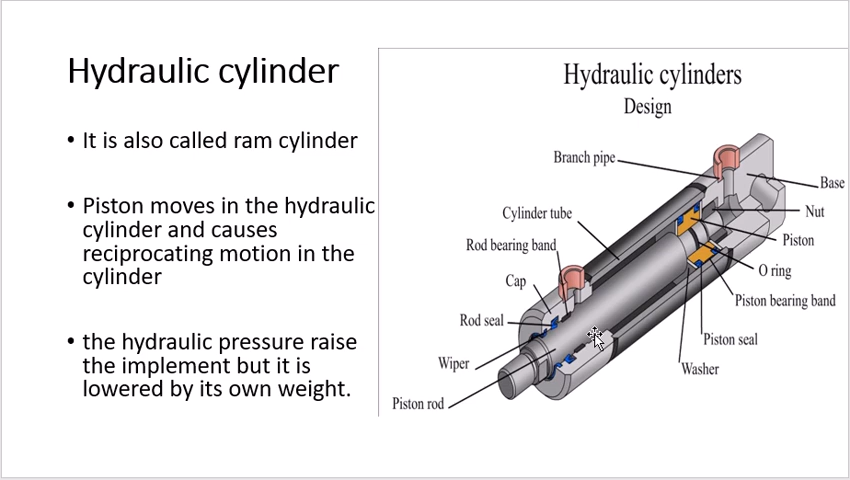 Hydraulic cylinder
• It is also called ram cylinder
• Piston moves in the hydraulic
cylinder and causes
reciprocating motion in the
cylinder
• the hydraulic pressure raise
the implement but it is
lowered by its own weight.
Hydraulic cylinders
Design
Branch pipe
Base
Cylinder tube
Nut
Rod bearing band
Piston
Cap
O ring
Piston bearing band
Rod seal
Piston seal
Wiper
Washer
Piston rod